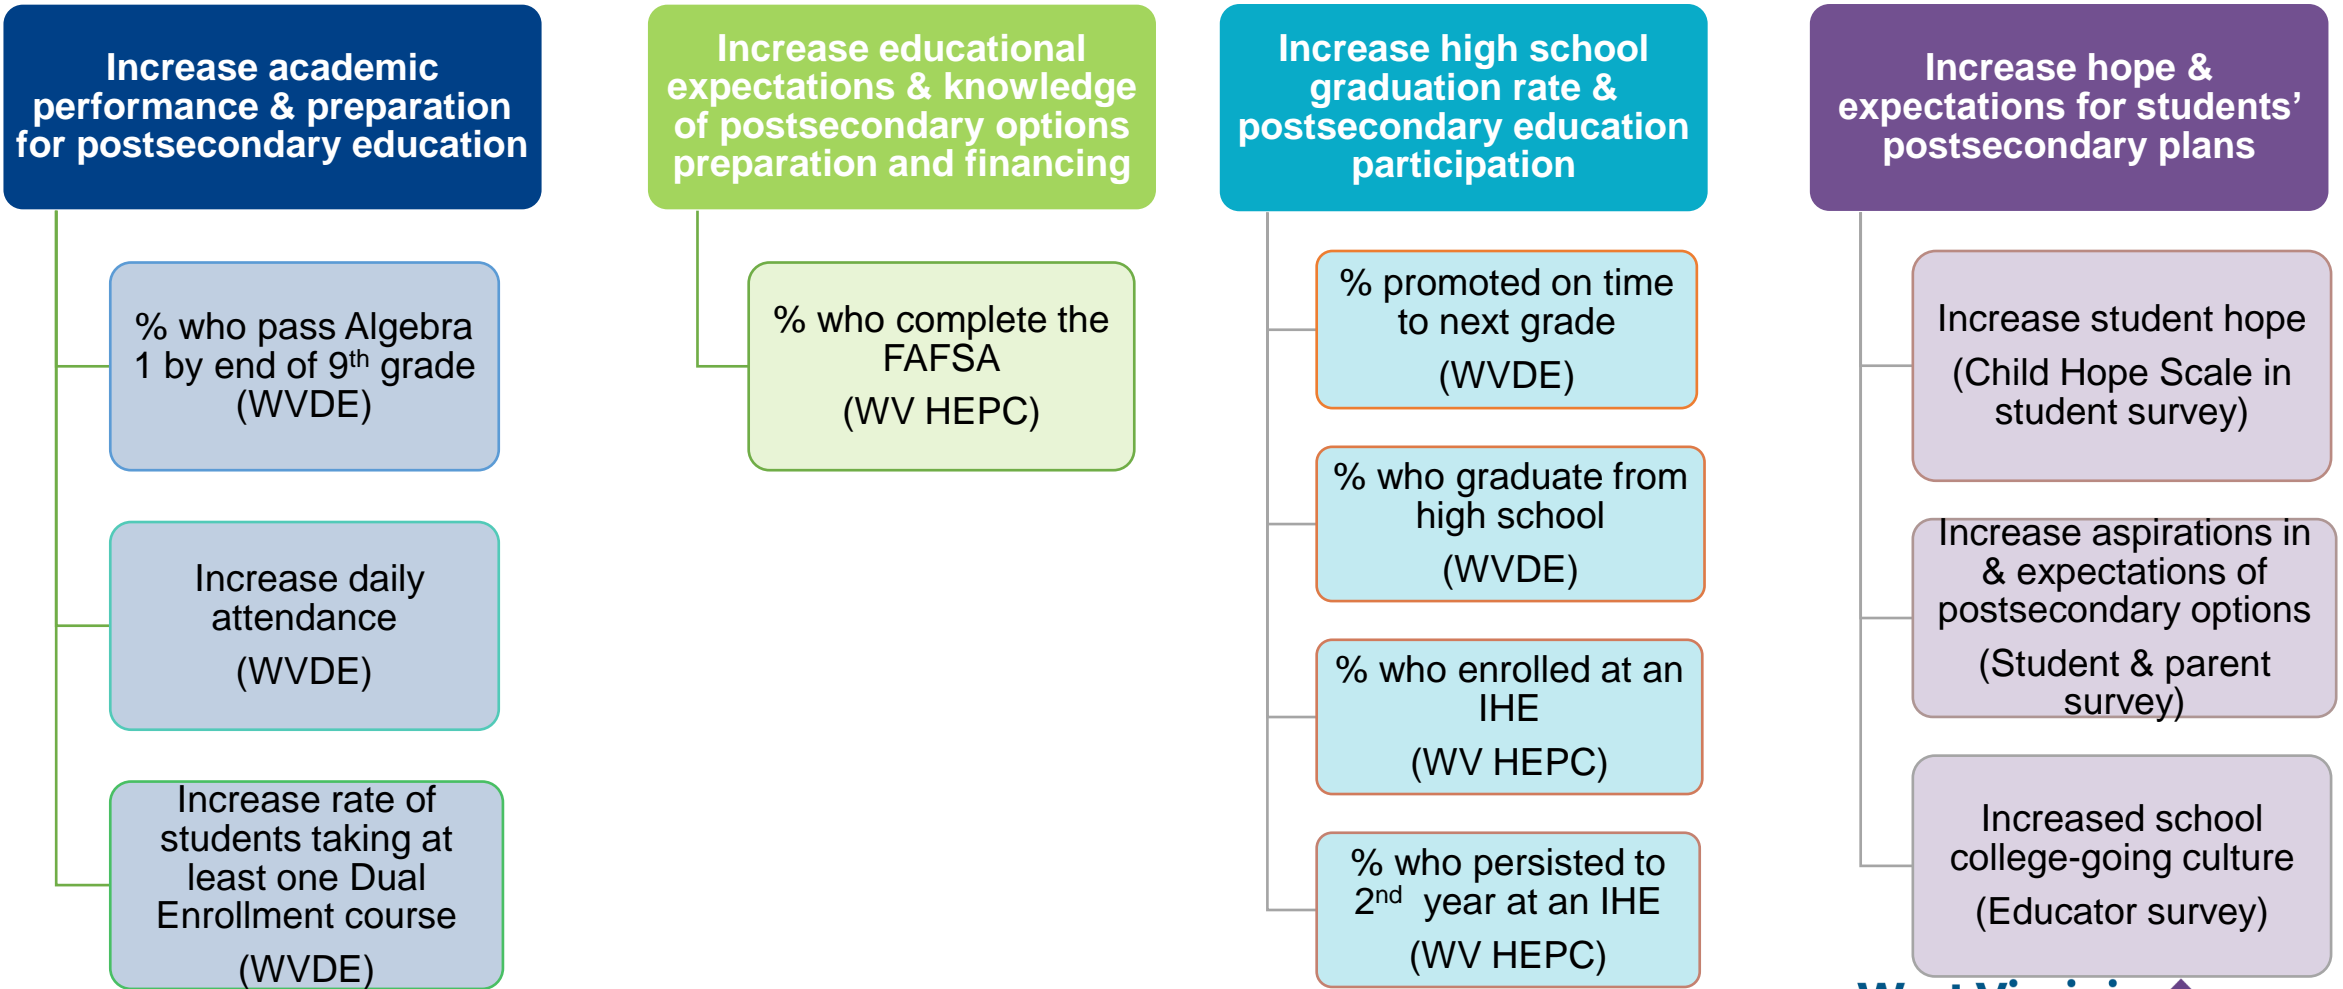 Increase academic
performance & preparation
for postsecondary education
% who pass Algebra
1 by end of 9th grade
(WVDE)
Increase daily
attendance
(WVDE)
Increase rate of
students taking at
least one Dual
Enrollment course
(WVDE)
Increase educational
expectations & knowledge
of postsecondary options
preparation and financing
% who complete the
FAFSA
(WV HEPC)
Increase high school
graduation rate &
postsecondary education
participation
% promoted on time
to next grade
(WVDE)
% who graduate from
high school
(WVDE)
% who enrolled at an
IHE
(WV HEPC)
% who persisted to
2nd year at an IHE
(WV HEPC)
Increase hope &
expectations for students’
postsecondary plans
Increase student hope
(Child Hope Scale in
student survey)
Increase aspirations in
& expectations of
postsecondary options
(Student & parent
survey)
Increased school
college-going culture
(Educator survey)